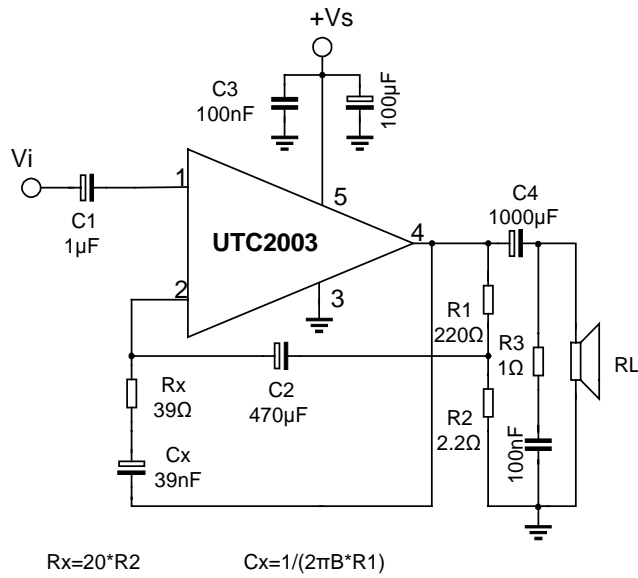 +Vs
C3
100nF
100µF
Vi
1
C1
1µF
5
UTC2003
4
C4
1000µF
2
3
R1
220Ω
R3
1Ω
RL
Rx
39Ω
C2
470µF
R2
2.2Ω
100nF
Cx
39nF
Rx=20*R2
Cx=1/(2πB*R1)